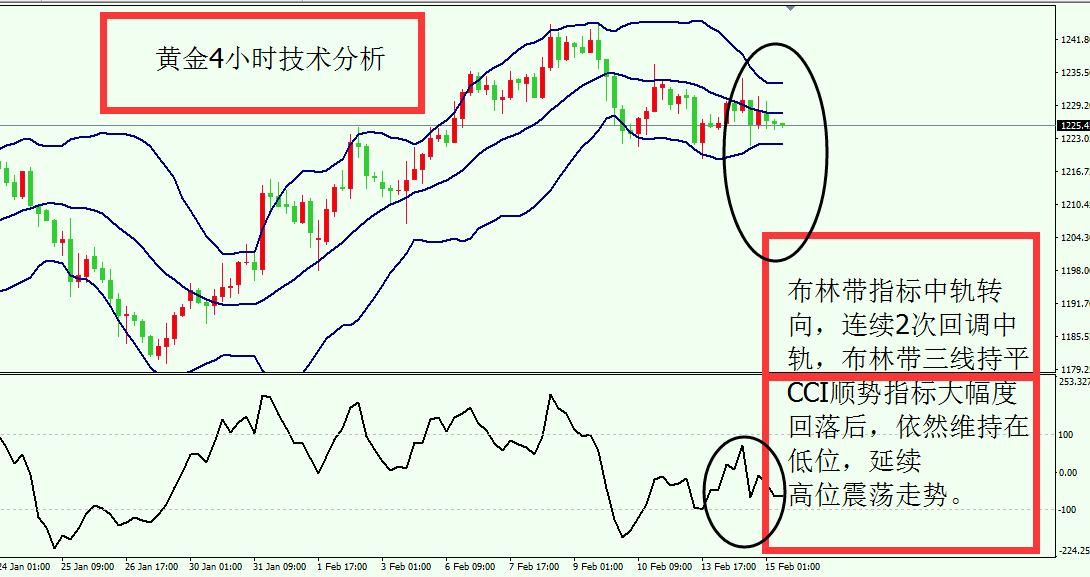 黄金4小时技术分析
1241.80
1235.50
1229.20
1225.4
1223.05
1216.75
1210.45
1204.30
1198.00
1191.70
1185.55
1179.25
布林带指标中轨转
向，连续2次回调中
轨，布林带三线持平
CCI顺势指标大幅度
回落后，依然维持在
低位，延续
高位震荡走势。
253.327
100
0.00
-100
-224.25
24 Jan 01:00 25 Jan 09:00 26 Jan 17:00 30 Jan 01:00 31 Jan 09:00 1 Feb 17:00 3 Feb 01:00 6 Feb 09:00 7 Feb 17:00 9 Feb 01:00 10 Feb 09:00 13 Feb 17:00 15 Feb 01:00